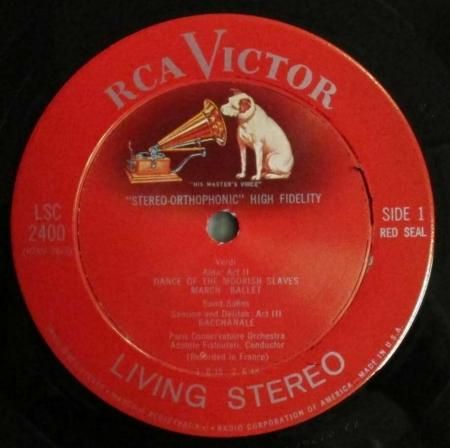 RCA VICTOR
"HIS MASTER'S VOICE"
"STEREO-ORTHOPHONIC" HIGH FIDELITY
LSC
2400
SIDE 1
RED SEAL
Verdi
Aida: Act II
DANCE OF THE MOORISH SLAVES
MARCH BALLET
Saint-Saëns
Samson and Delilah: Act III
BACCHANALE
Paris Conservatoire Orchestra
Anatole Fistoulari, Conductor
(Recorded in France)
LIVING STEREO
RADIO CORPORATION OF AMERICA - MADE IN U.S.A.